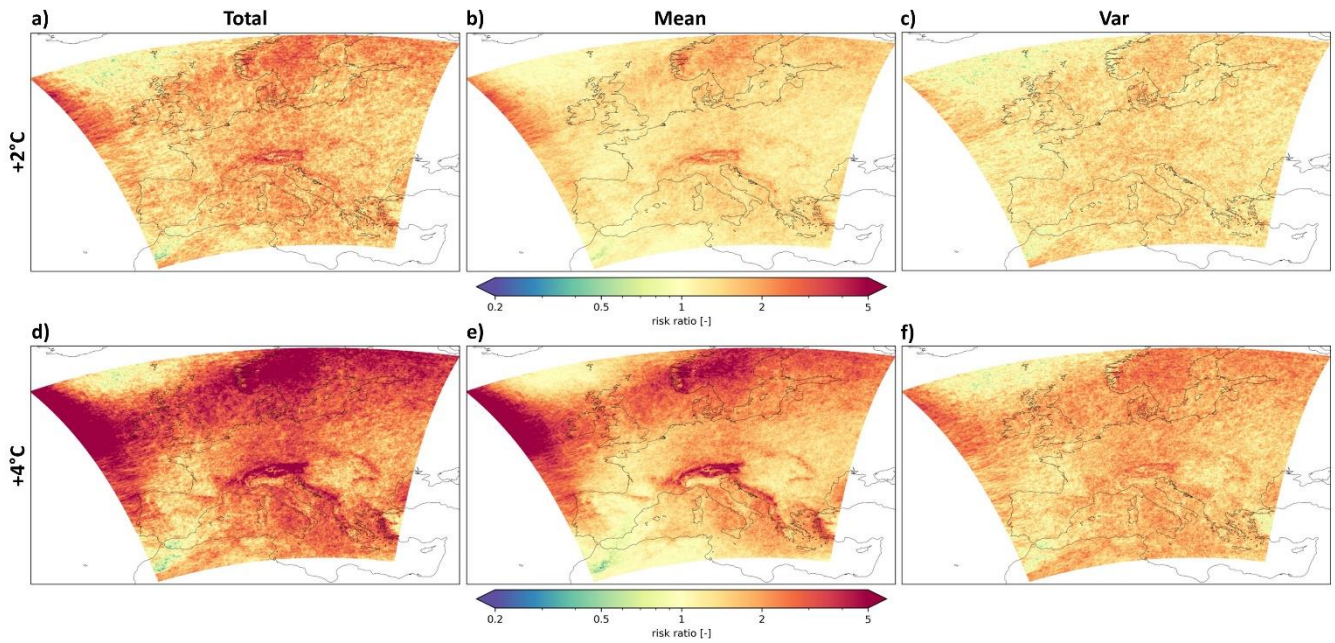 a) Total b) Mean c) Var
+2°C
0.2 0.5 1 2 5
risk ratio [-]
d) e) f)
+4°C
0.2 0.5 1 2 5
risk ratio [-]